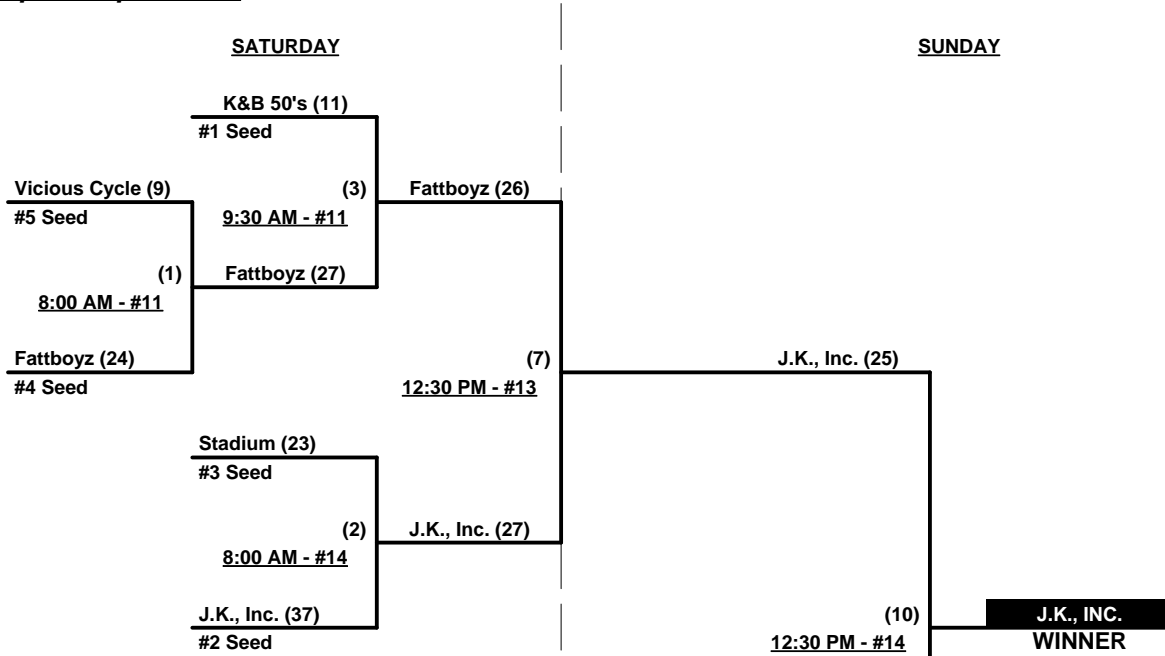 SATURDAY
SUNDAY
K&B 50's (11)
#1 Seed
Vicious Cycle (9)
(3)
Fattboyz (26)
#5 Seed
9:30 AM - #11
(1)
Fattboyz (27)
8:00 AM - #11
Fattboyz (24)
(7)
J.K., Inc. (25)
#4 Seed
12:30 PM - #13
Stadium (23)
#3 Seed
(2)
J.K., Inc. (27)
8:00 AM - #14
J.K., Inc. (37)
(10)
J.K., INC.
#2 Seed
12:30 PM - #14
WINNER